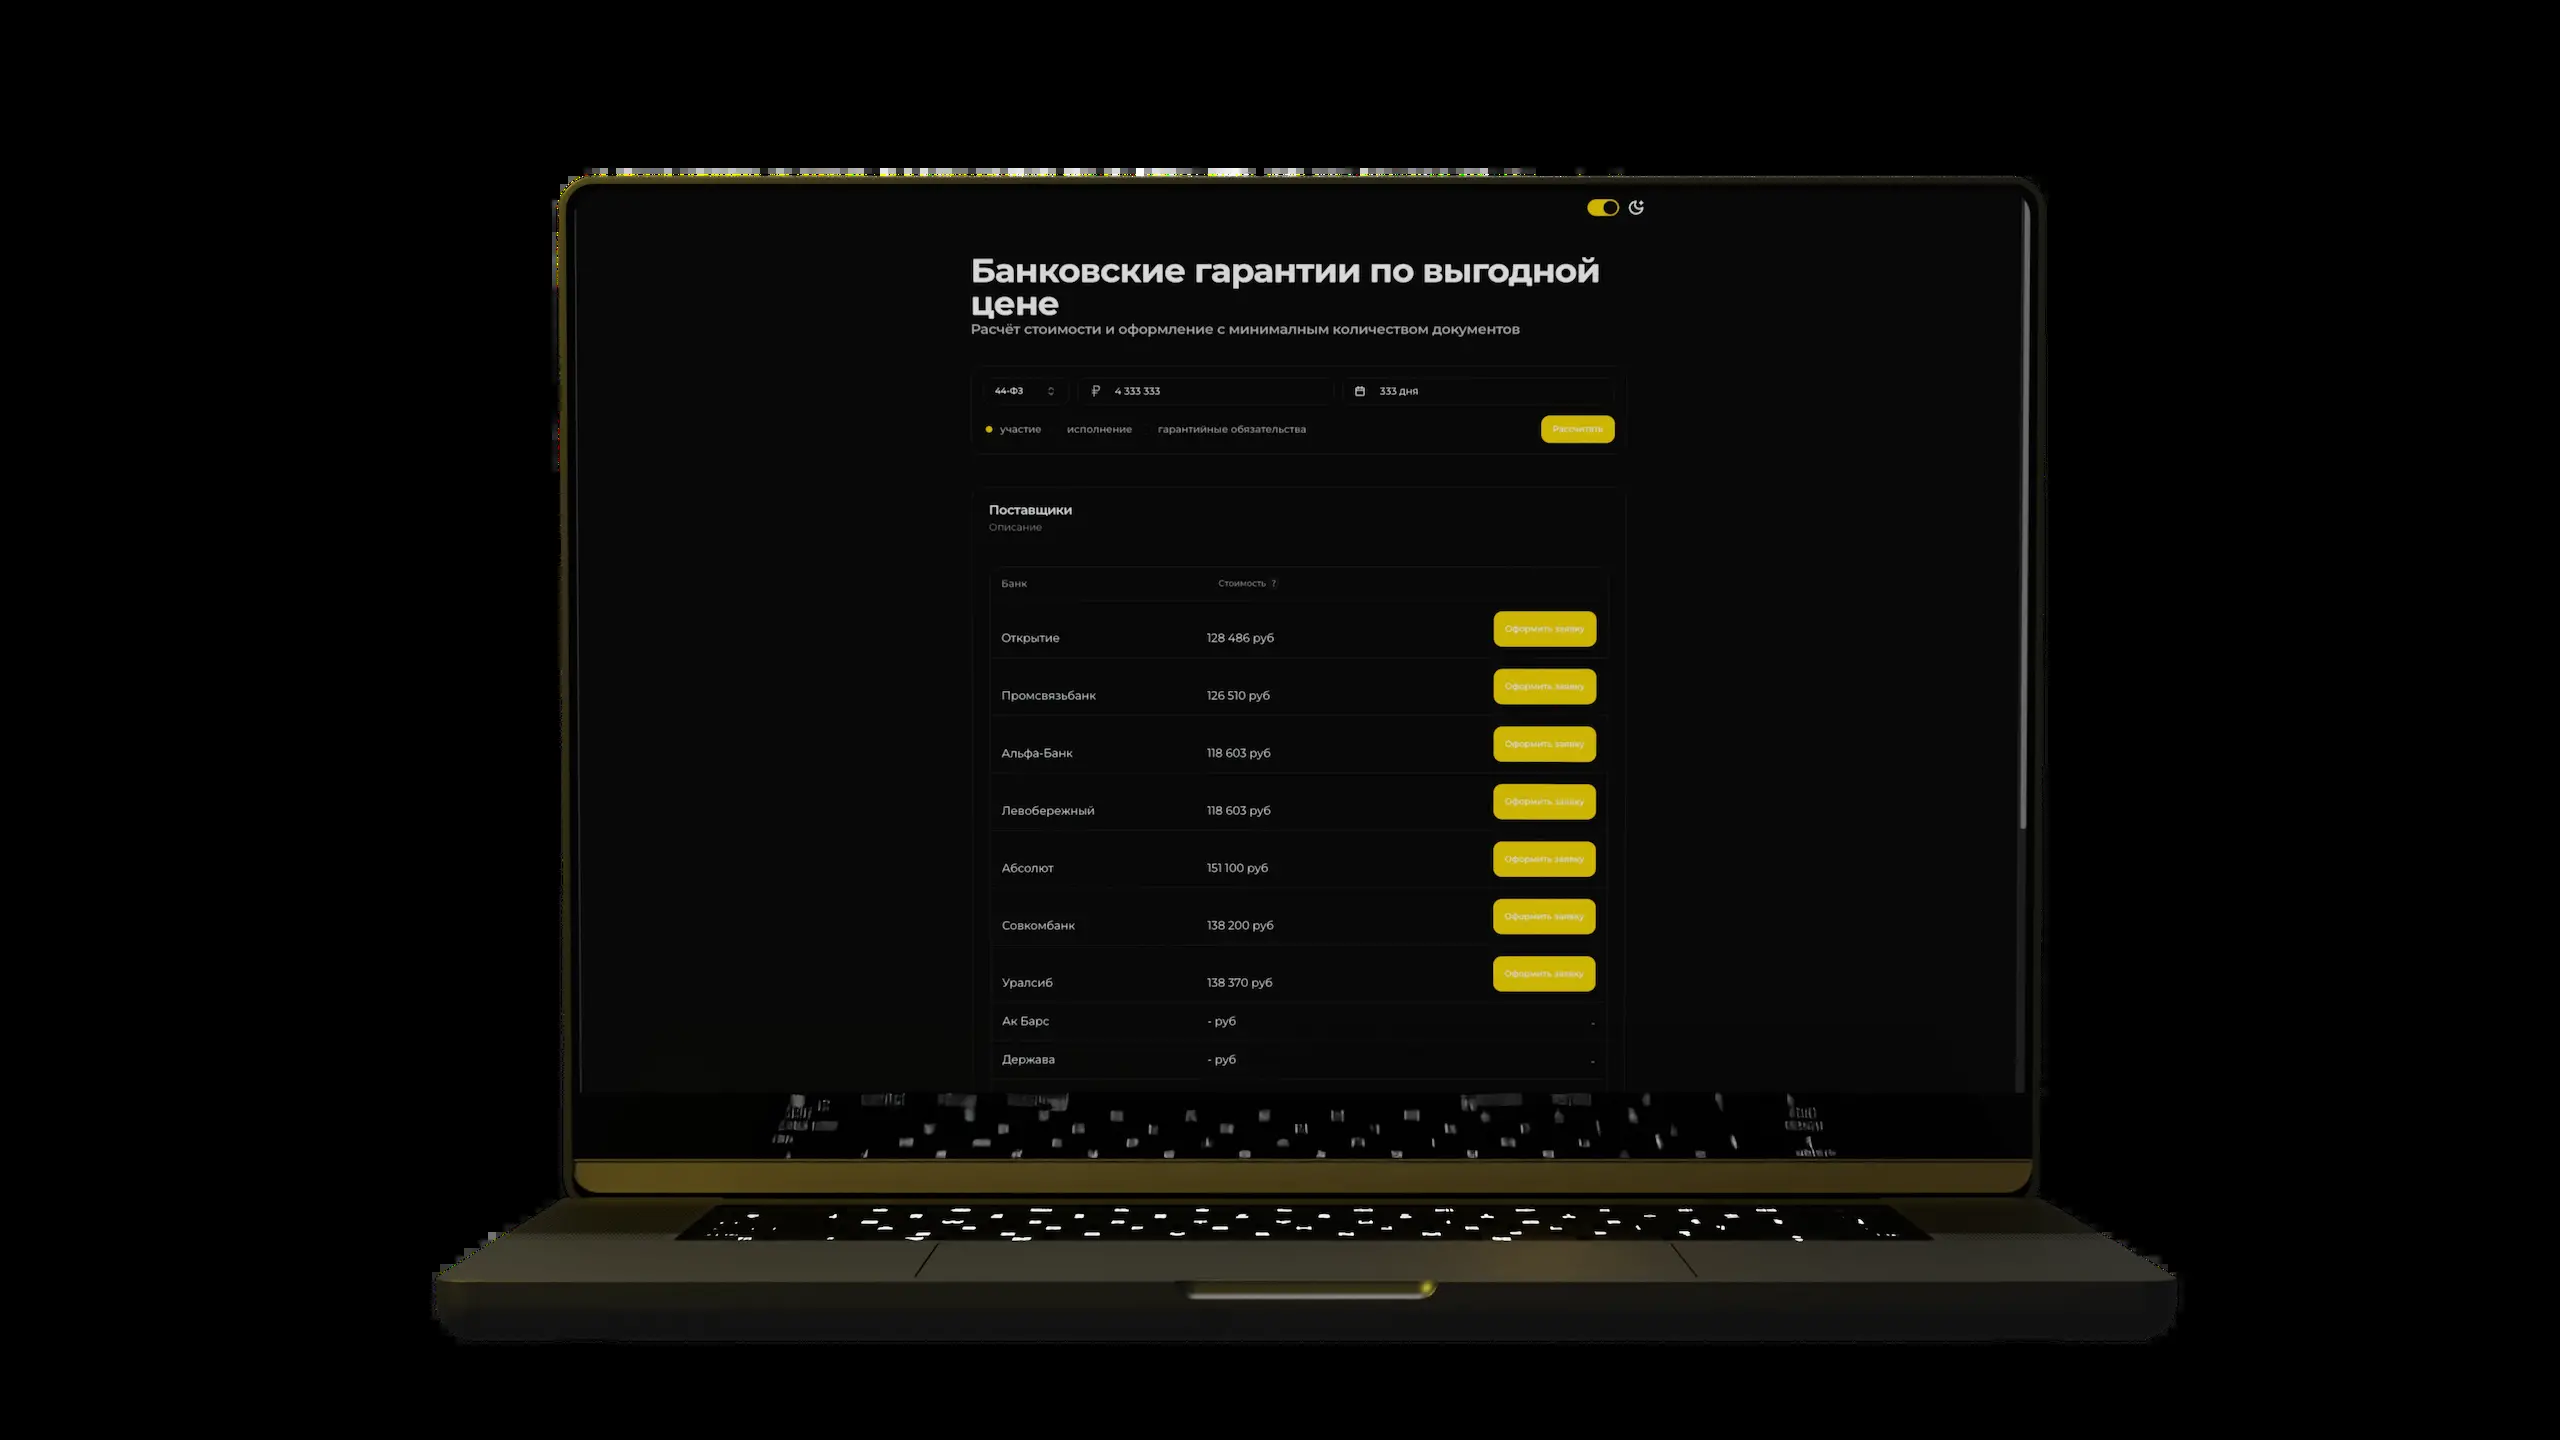 Банковские гарантии по выгодной
цене
Расчёт стоимости и оформление с минималным количеством документов
44-ФЗ 4 333 333 333 дня
участие исполнение гарантийные обязательства Рассчитать
Поставщики
Описание
Банк Стоимость ?
Открытие 128 486 руб Оформить заявку
Промсвязьбанк 126 510 руб Оформить заявку
Альфа-Банк 118 603 руб Оформить заявку
Левобережный 118 603 руб Оформить заявку
Абсолют 151 100 руб Оформить заявку
Совкомбанк 138 200 руб Оформить заявку
Уралсиб 138 370 руб Оформить заявку
Ак Барс - руб -
Держава - руб -